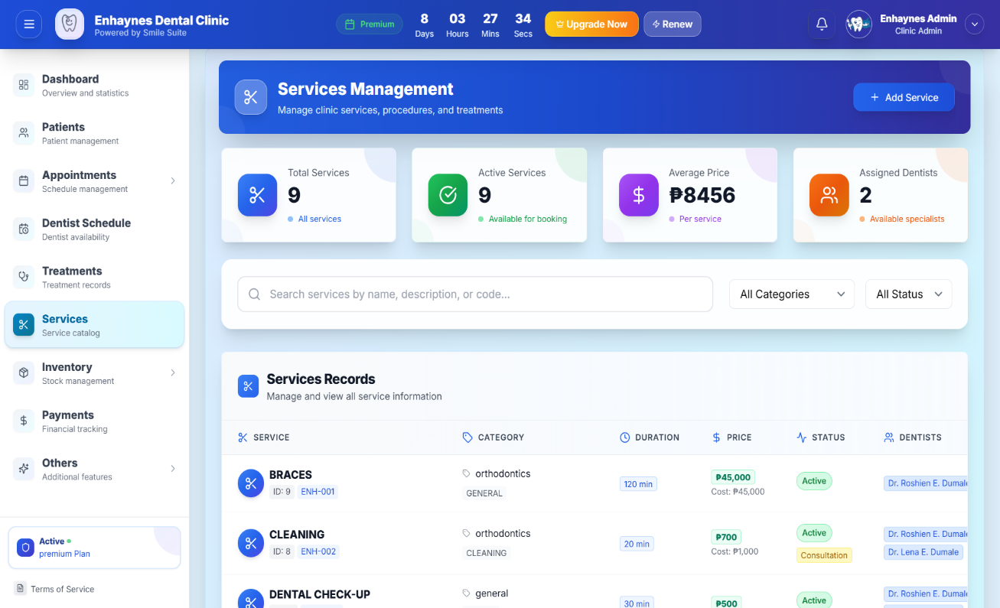 Enhaynes Dental Clinic
Powered by Smile Suite
Premium
8 03 27 34
Days Hours Mins Secs
Upgrade Now
Renew
Enhaynes Admin
Clinic Admin
Dashboard
Overview and statistics
Patients
Patient management
Appointments
Schedule management
Dentist Schedule
Dentist availability
Treatments
Treatment records
Services
Service catalog
Inventory
Stock management
Payments
Financial tracking
Others
Additional features
Active
premium Plan
Terms of Service
Services Management
Manage clinic services, procedures, and treatments
+ Add Service
Total Services
9
All services
Active Services
9
Available for booking
Average Price
₱8456
Per service
Assigned Dentists
2
Available specialists
Search services by name, description, or code...
All Categories
All Status
Services Records
Manage and view all service information
SERVICE CATEGORY DURATION PRICE STATUS DENTISTS
BRACES
ID: 9 ENH-001
orthodontics
GENERAL
120 min
₱45,000
Cost: ₱45,000
Active
Dr. Roshien E. Dumale
CLEANING
ID: 8 ENH-002
orthodontics
CLEANING
20 min
₱700
Cost: ₱1,000
Active
Consultation
Dr. Roshien E. Dumale
Dr. Lena E. Dumale
DENTAL CHECK-UP
general
30 min
₱500
Active
Dr. Roshien E. Dumale